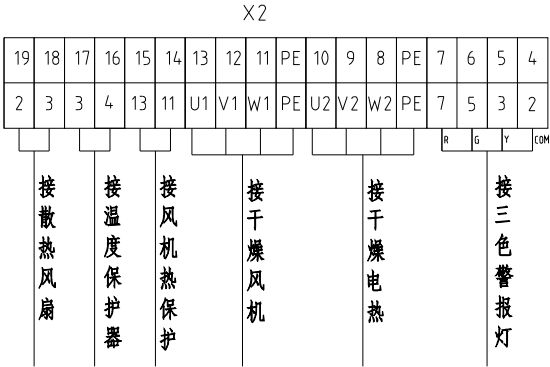 X2
19 18 17 16 15 14 13 12 11 PE 10 9 8 PE 7 6 5 4
2 3 3 4 13 11 U1 V1 W1 PE U2 V2 W2 PE 7 5 3 2
R G Y COM
接散热风扇
接温度保护器
接风机热保护
接干燥风机
接干燥电热
接三色警报灯